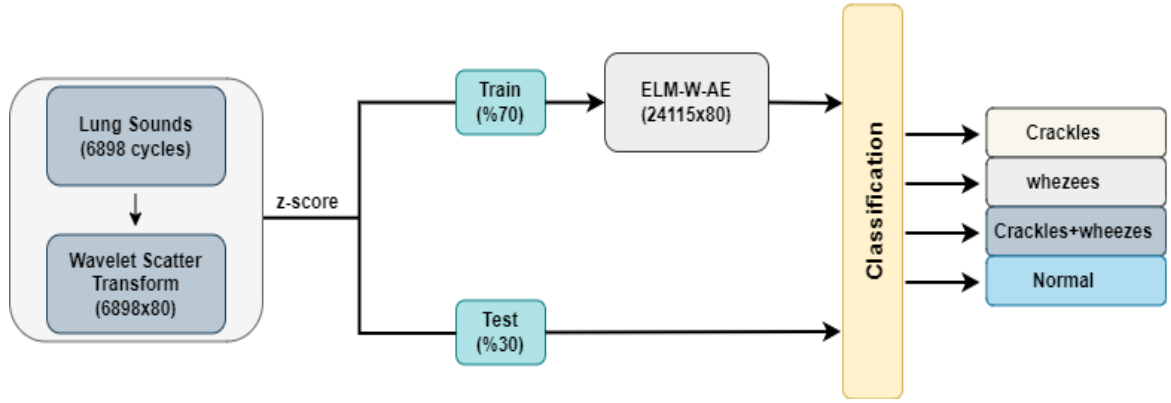 Lung Sounds
(6898 cycles)
Wavelet Scatter
Transform
(6898x80)
z-score
Train
(%70)
ELM-W-AE
(24115x80)
Test
(%30)
Classification
Crackles
whezees
Crackles+wheezes
Normal